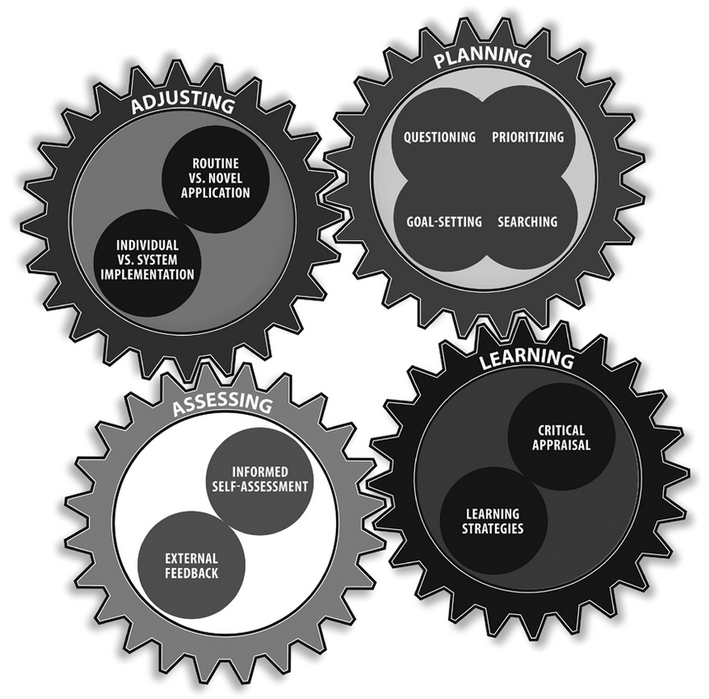 ADJUSTING
ROUTINE
VS. NOVEL
APPLICATION
INDIVIDUAL
VS. SYSTEM
IMPLEMENTATION
PLANNING
QUESTIONING PRIORITIZING
GOAL-SETTING SEARCHING
ASSESSING
INFORMED
SELF-ASSESSMENT
EXTERNAL
FEEDBACK
LEARNING
CRITICAL
APPRAISAL
LEARNING
STRATEGIES